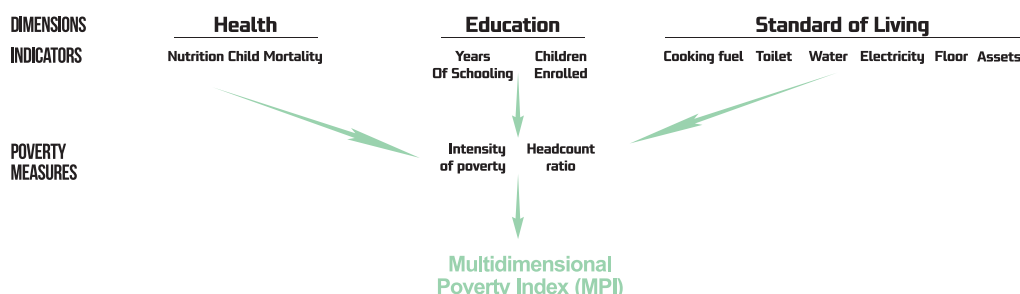 DIMENSIONS Health Education Standard of Living
INDICATORS Nutrition Child Mortality Years Of Schooling Children Enrolled Cooking fuel Toilet Water Electricity Floor Assets
POVERTY MEASURES Intensity of poverty Headcount ratio
Multidimensional
Poverty Index (MPI)